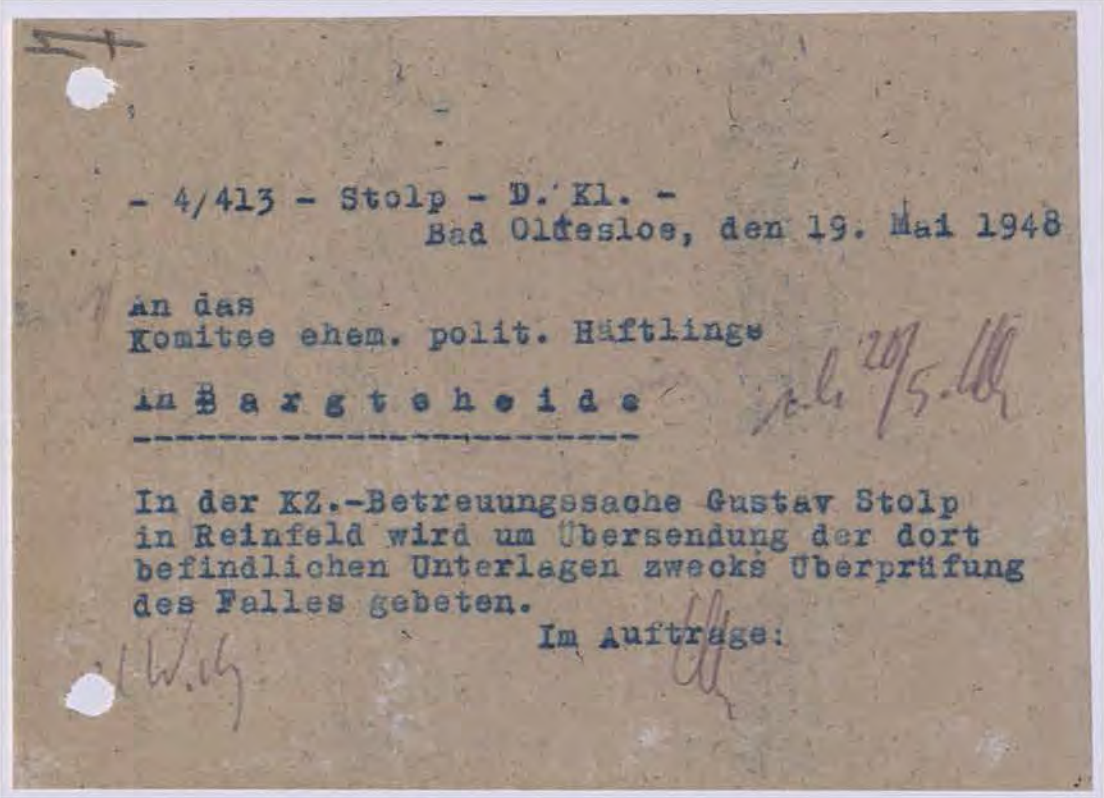 - 4/413 - Stolp - D. Kl. -
Bad Oldesloe, den 19. Mai 1948
An das
Komitee ehem. polit. Häftlinge
in B a r g t e h e i d e
------------------------
20/5.
In der KZ.-Betreuungssache Gustav Stolp
in Reinfeld wird um Übersendung der dort
befindlichen Unterlagen zwecks Überprüfung
des Falles gebeten.
Im Auftrage: